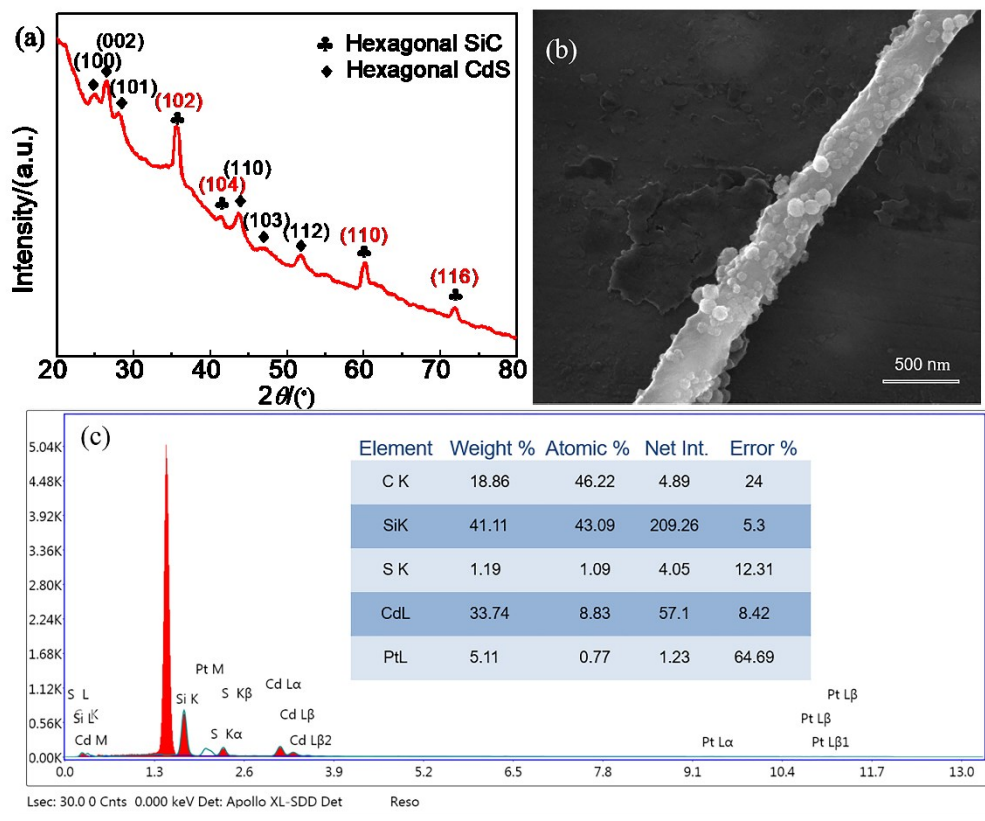 (a)
(002)
(100)
(101)
(102)
(104)
(110)
(103)
(112)
(110)
(116)
♣ Hexagonal SiC
♦ Hexagonal CdS
Intensity/(a.u.)
20 30 40 50 60 70 80
2θ/(°)
(b)
500 nm
(c)
Element Weight % Atomic % Net Int. Error %
C K 18.86 46.22 4.89 24
SiK 41.11 43.09 209.26 5.3
S K 1.19 1.09 4.05 12.31
CdL 33.74 8.83 57.1 8.42
PtL 5.11 0.77 1.23 64.69
5.04K
4.48K
3.92K
3.36K
2.80K
2.24K
1.68K
1.12K
0.56K
0.00K
S L
Si L
K
Cd M
Si K
Pt M
S Kβ
S Kα
Cd Lα
Cd Lβ
Cd Lβ2
Pt Lα
Pt Lβ
Pt Lβ
Pt Lβ1
0.0 1.3 2.6 3.9 5.2 6.5 7.8 9.1 10.4 11.7 13.0
Lsec: 30.0 0 Cnts 0.000 keV Det: Apollo XL-SDD Det Reso